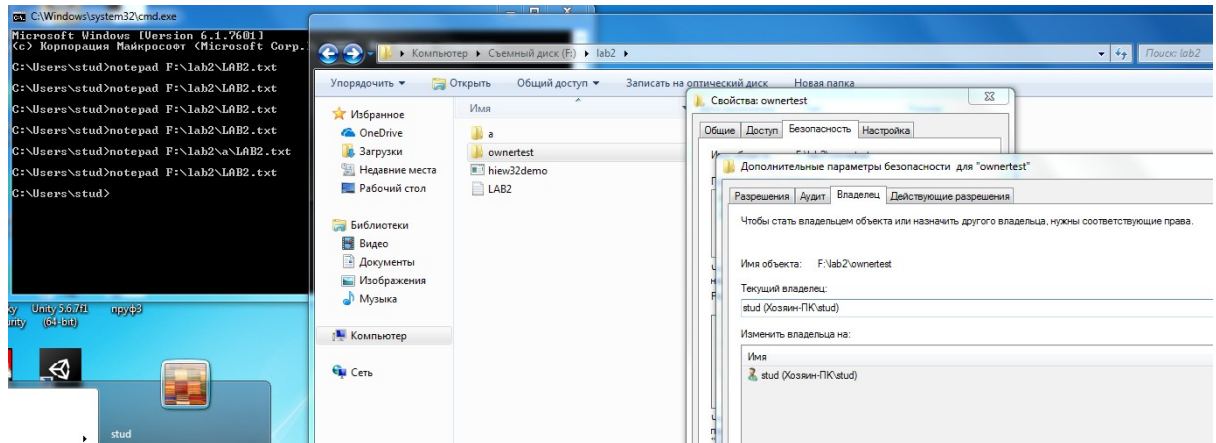 C:\Windows\system32\cmd.exe
Microsoft Windows [Version 6.1.7601]
(c) Корпорация Майкрософт (Microsoft Corp.
C:\Users\stud>notepad F:\lab2\LAB2.txt
C:\Users\stud>notepad F:\lab2\LAB2.txt
C:\Users\stud>notepad F:\lab2\LAB2.txt
C:\Users\stud>notepad F:\lab2\LAB2.txt
C:\Users\stud>notepad F:\lab2\a\LAB2.txt
C:\Users\stud>notepad F:\lab2\LAB2.txt
C:\Users\stud>
Unity 5.6.7f1
(64-bit)
пруф3
stud
Компьютер Съемный диск (F:) lab2
Поиск: lab2
Упорядочить Открыть Общий доступ Записать на оптический диск Новая папка
Избранное
OneDrive
Загрузки
Недавние места
Рабочий стол
Библиотеки
Видео
Документы
Изображения
Музыка
Компьютер
Сеть
Имя
a
ownertest
hiew32demo
LAB2
Свойства: ownertest
Общие Доступ Безопасность Настройка
Дополнительные параметры безопасности для "ownertest"
Разрешения Аудит Владелец Действующие разрешения
Чтобы стать владельцем объекта или назначить другого владельца, нужны соответствующие права.
Имя объекта: F:\lab2\ownertest
Текущий владелец:
stud (Хозяин-ПК\stud)
Изменить владельца на:
Имя
stud (Хозяин-ПК\stud)